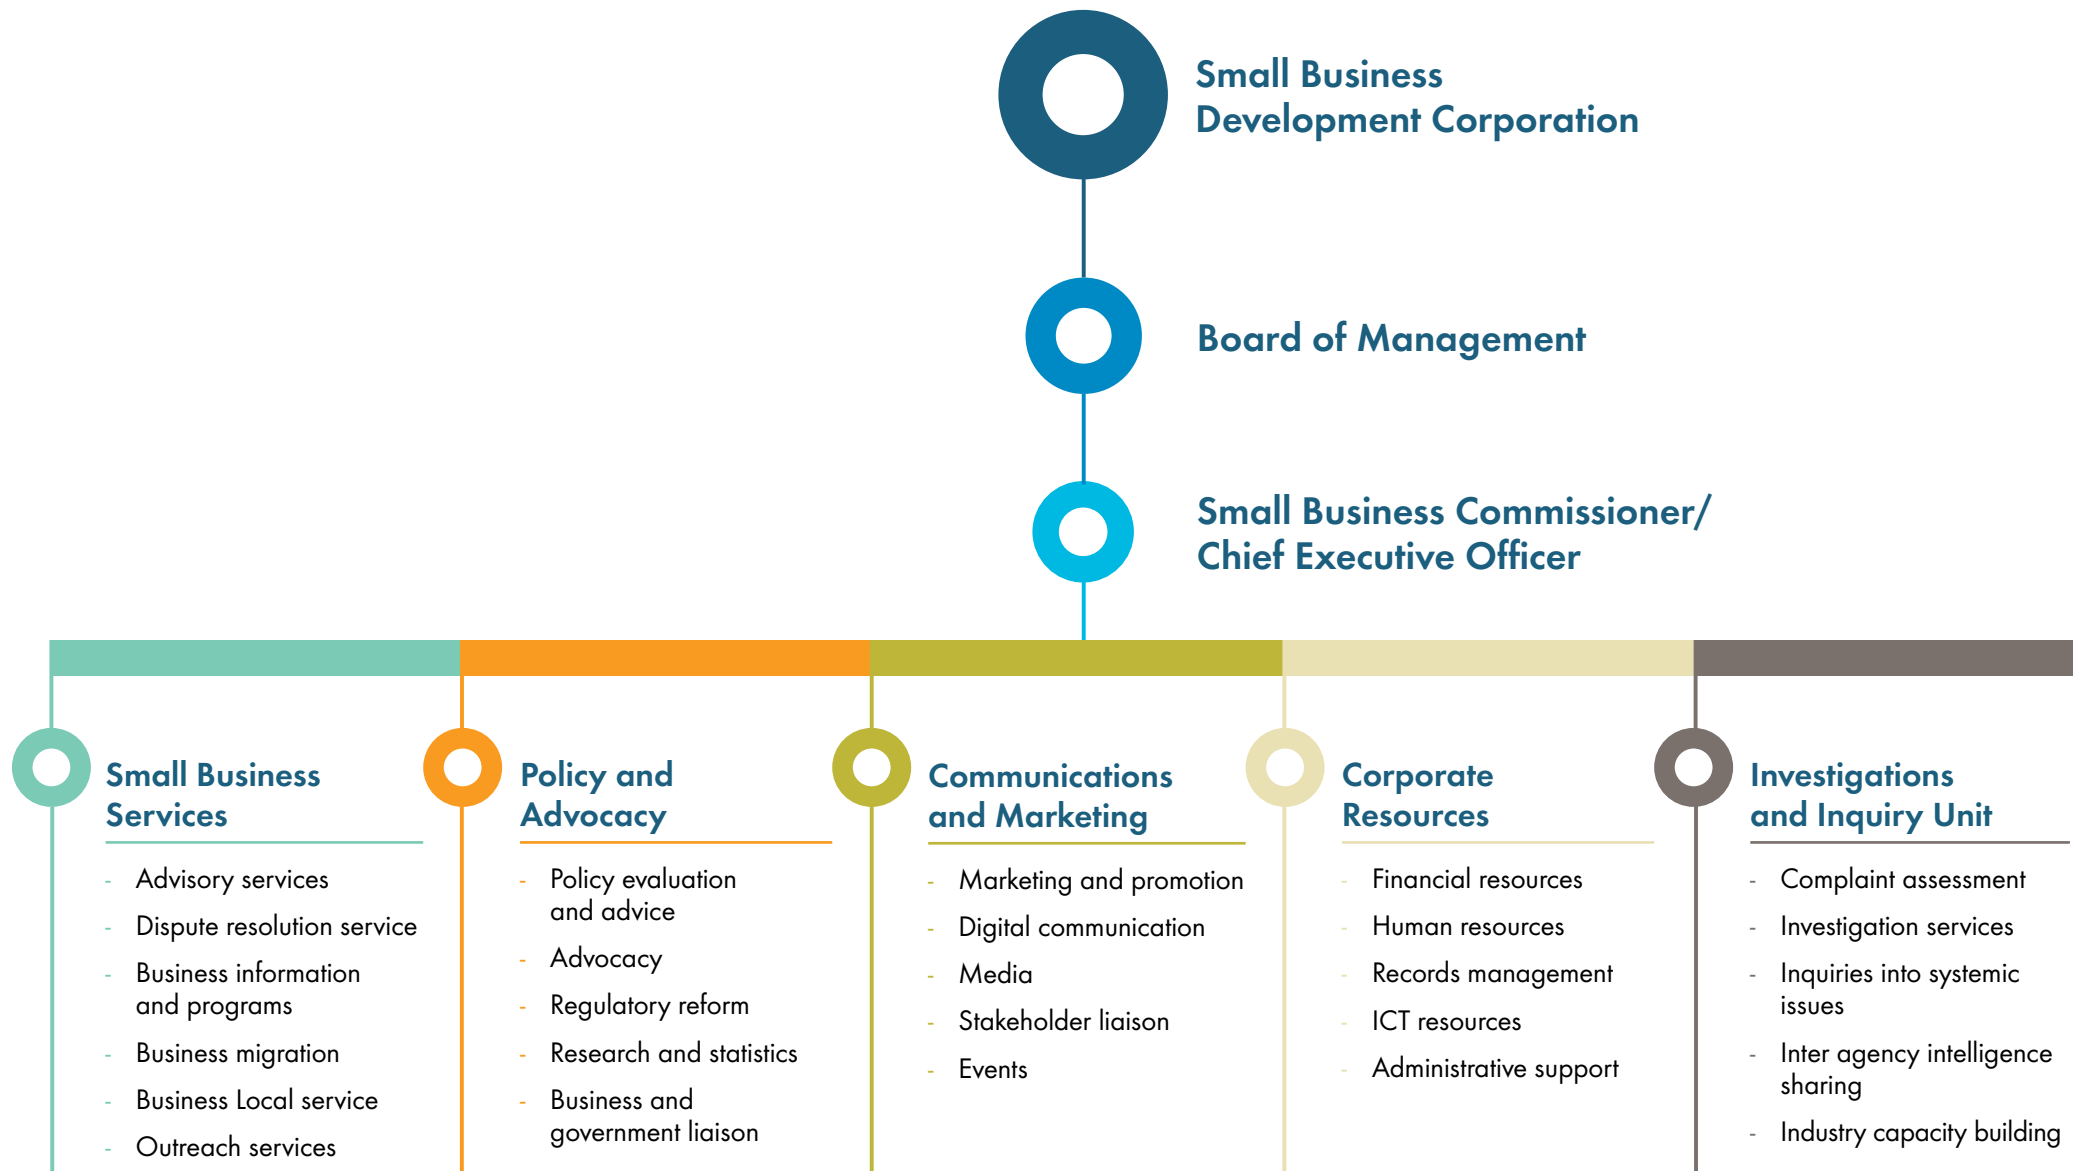 Small Business
Development Corporation
Board of Management
Small Business Commissioner/
Chief Executive Officer
Small Business
Services
- Advisory services
- Dispute resolution service
- Business information
and programs
- Business migration
- Business Local service
- Outreach services
Policy and
Advocacy
- Policy evaluation
and advice
- Advocacy
- Regulatory reform
- Research and statistics
- Business and
government liaison
Communications
and Marketing
- Marketing and promotion
- Digital communication
- Media
- Stakeholder liaison
- Events
Corporate
Resources
- Financial resources
- Human resources
- Records management
- ICT resources
- Administrative support
Investigations
and Inquiry Unit
- Complaint assessment
- Investigation services
- Inquiries into systemic
issues
- Inter agency intelligence
sharing
- Industry capacity building